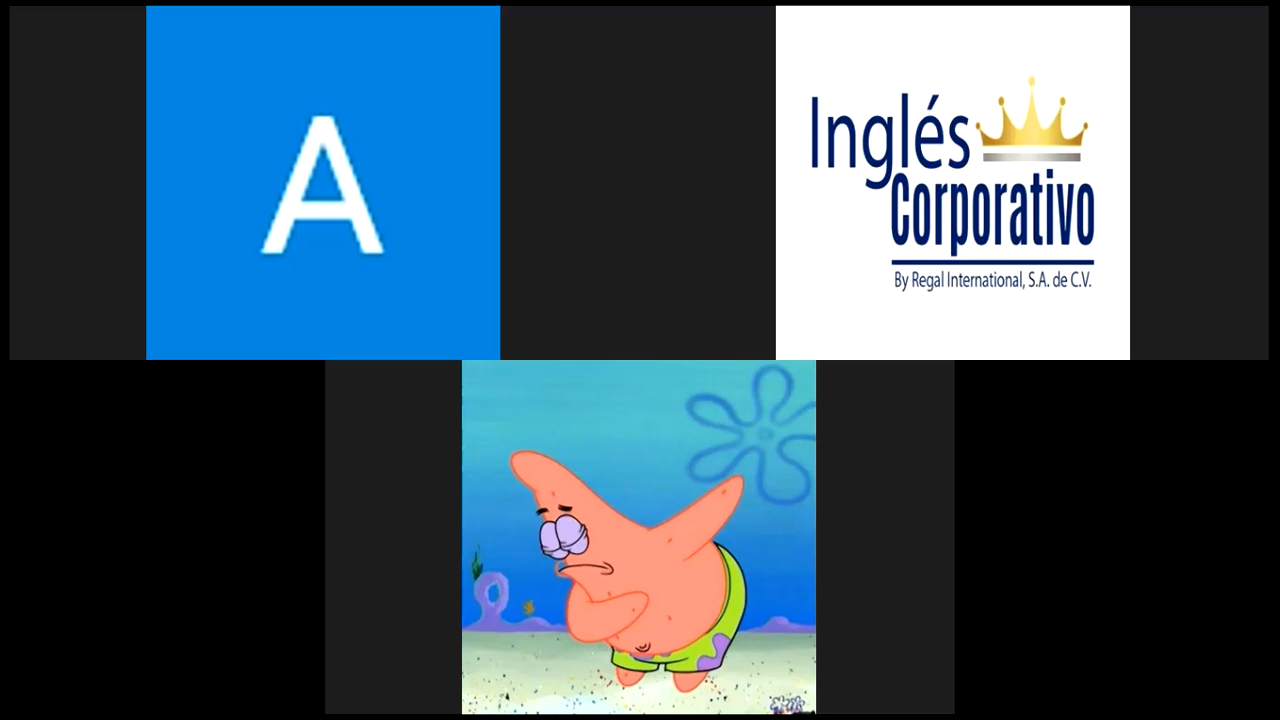 A
Inglés
Corporativo
By Regal International, S.A. de C.V.